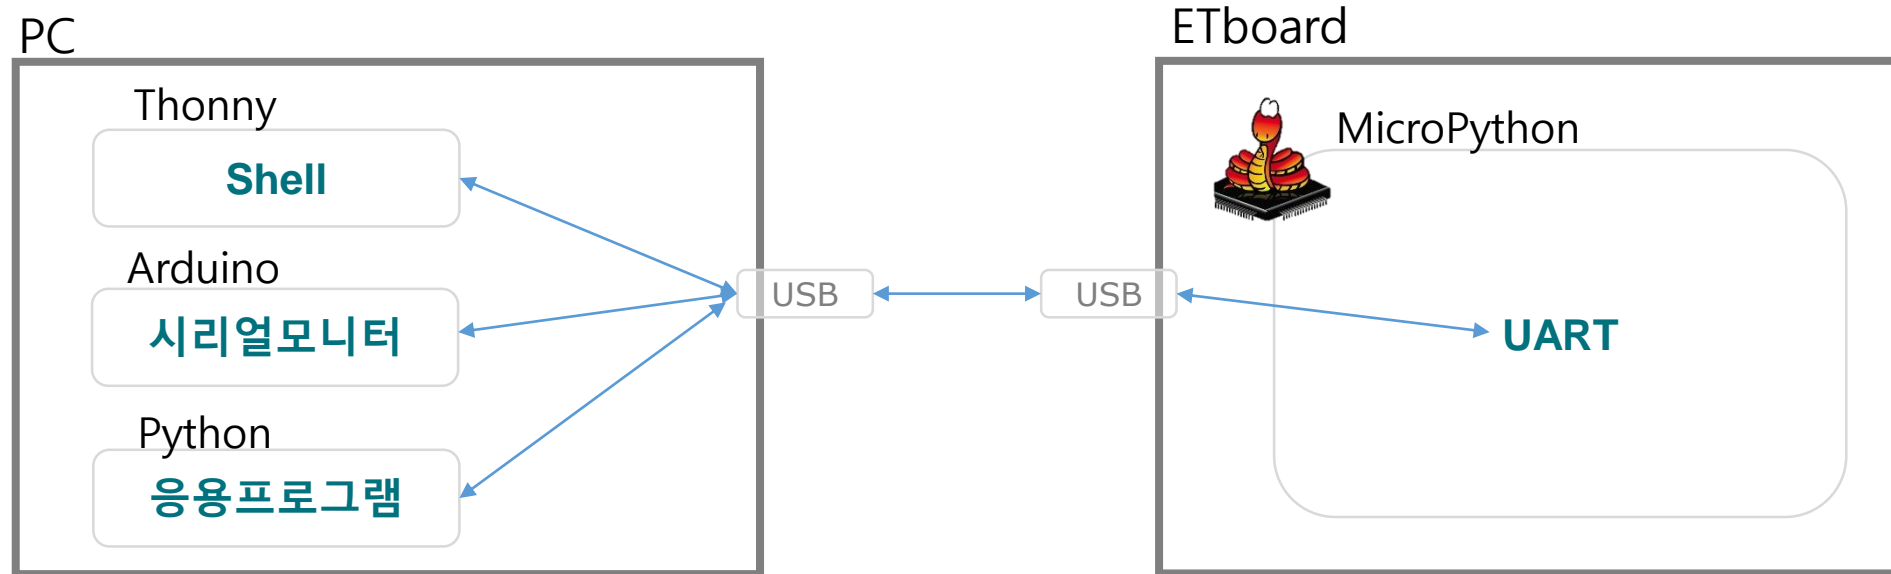 PC
ETboard
Thonny
Shell
MicroPython
Arduino
시리얼모니터
USB
USB
UART
Python
응용프로그램